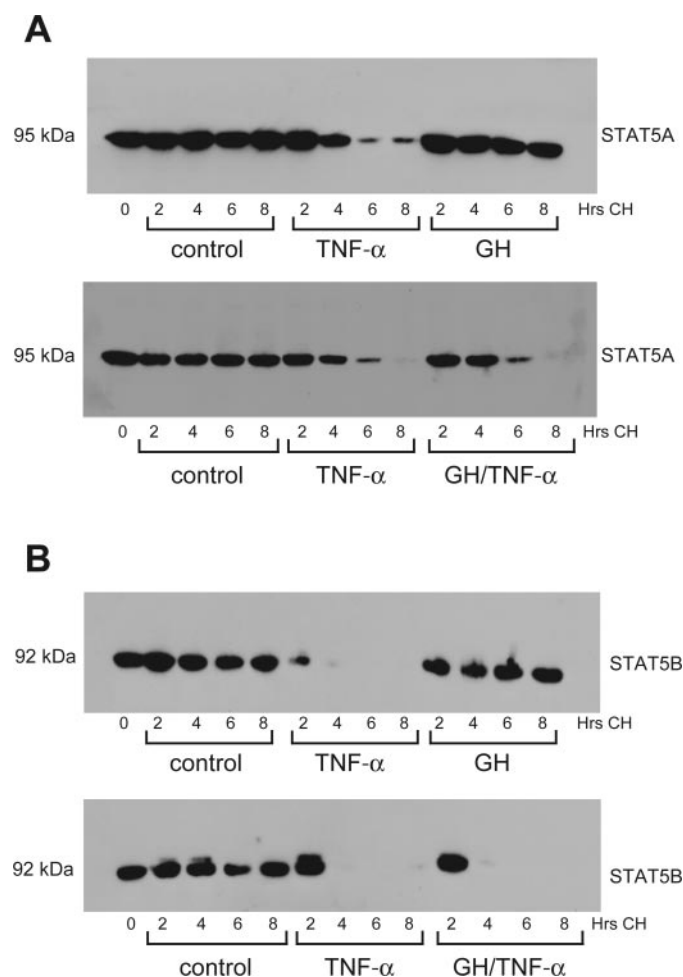 A
95 kDa STAT5A
0 2 4 6 8 2 4 6 8 2 4 6 8 Hrs CH
control TNF-α GH
95 kDa STAT5A
0 2 4 6 8 2 4 6 8 2 4 6 8 Hrs CH
control TNF-α GH/TNF-α
B
92 kDa STAT5B
0 2 4 6 8 2 4 6 8 2 4 6 8 Hrs CH
control TNF-α GH
92 kDa STAT5B
0 2 4 6 8 2 4 6 8 2 4 6 8 Hrs CH
control TNF-α GH/TNF-α